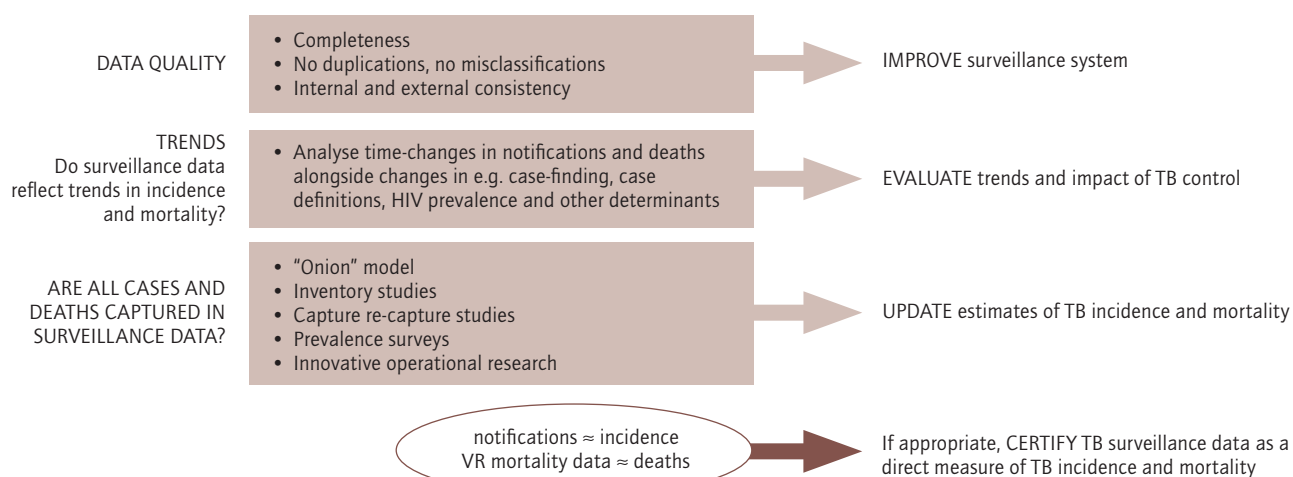 DATA QUALITY
• Completeness
• No duplications, no misclassifications
• Internal and external consistency
IMPROVE surveillance system
TRENDS
Do surveillance data
reflect trends in incidence
and mortality?
• Analyse time-changes in notifications and deaths
alongside changes in e.g. case-finding, case
definitions, HIV prevalence and other determinants
EVALUATE trends and impact of TB control
ARE ALL CASES AND
DEATHS CAPTURED IN
SURVEILLANCE DATA?
• “Onion” model
• Inventory studies
• Capture re-capture studies
• Prevalence surveys
• Innovative operational research
UPDATE estimates of TB incidence and mortality
notifications ≈ incidence
VR mortality data ≈ deaths
If appropriate, CERTIFY TB surveillance data as a
direct measure of TB incidence and mortality